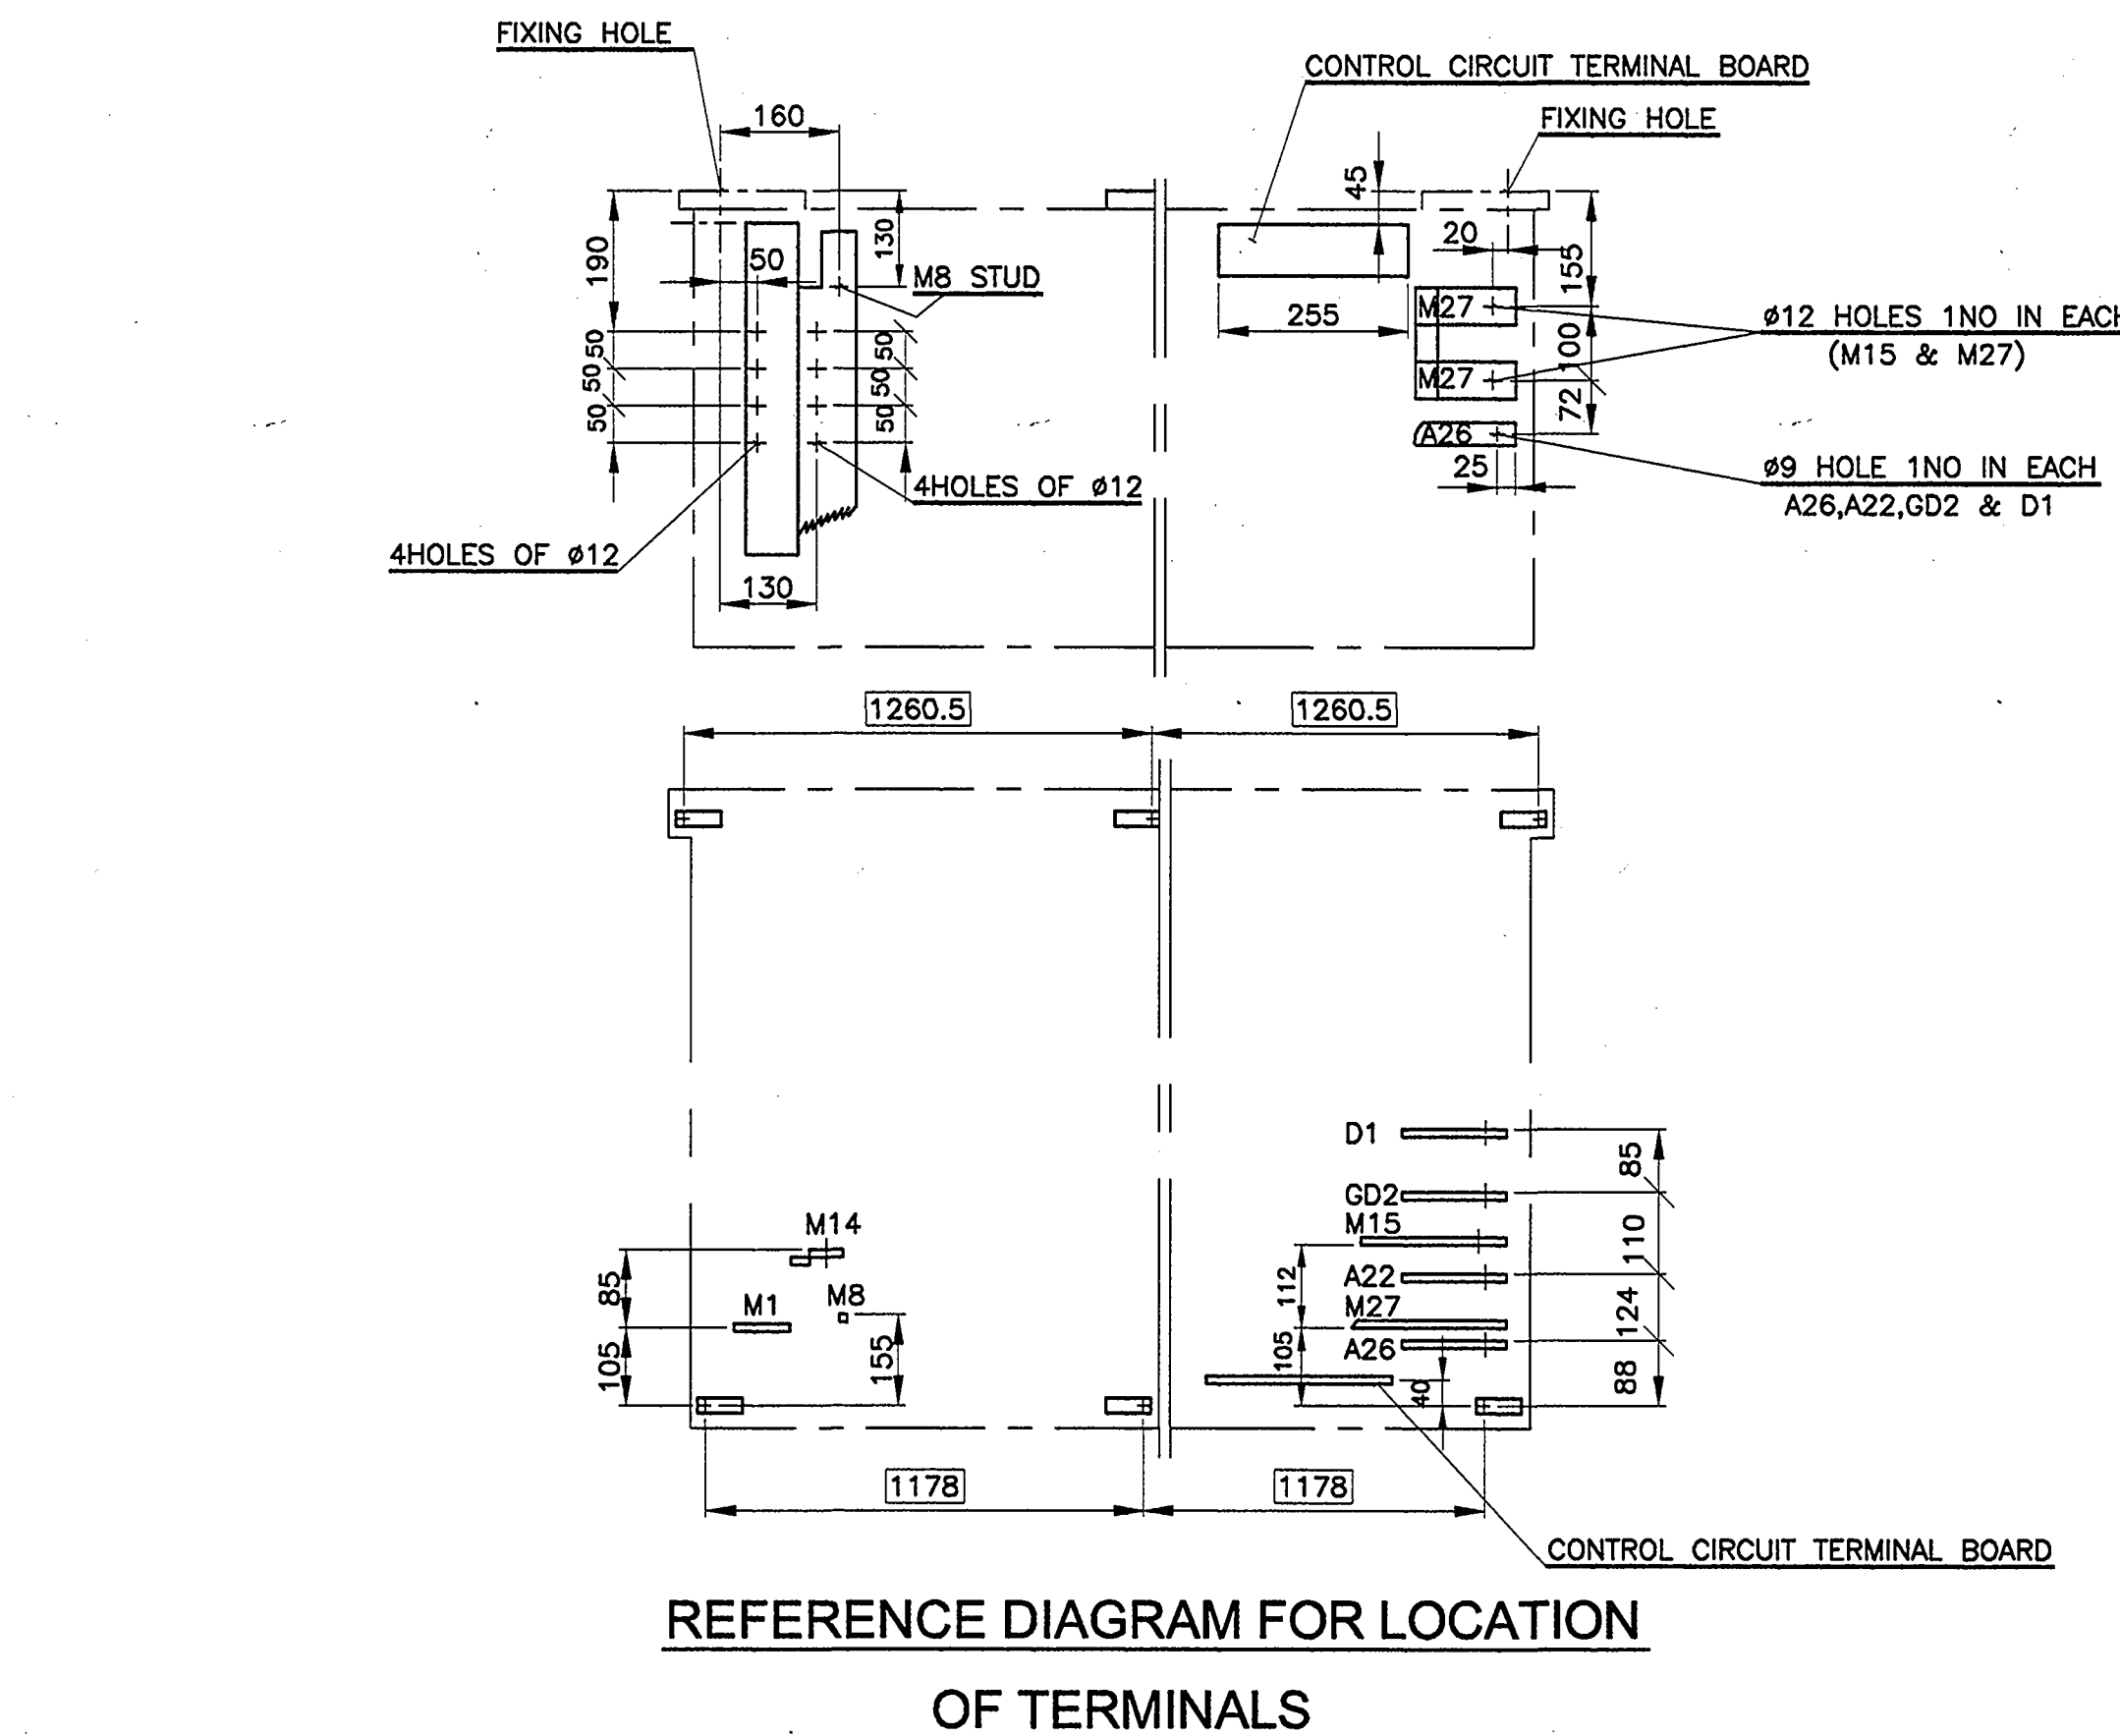 FIXING HOLE
CONTROL CIRCUIT TERMINAL BOARD
FIXING HOLE
160
45
190
50
130
M8 STUD
20
155
255
M27
ø12 HOLES 1NO IN EACH
(M15 & M27)
100
50
50
50
50
50
50
M27
72
A26
25
ø9 HOLE 1NO IN EACH
A26,A22,GD2 & D1
4HOLES OF ø12
4HOLES OF ø12
130
1260.5
1260.5
D1
85
GD2
M14
M15
110
85
112
A22
M1
M8
M27
124
105
155
105
A26
40
88
1178
1178
CONTROL CIRCUIT TERMINAL BOARD
REFERENCE DIAGRAM FOR LOCATION
OF TERMINALS